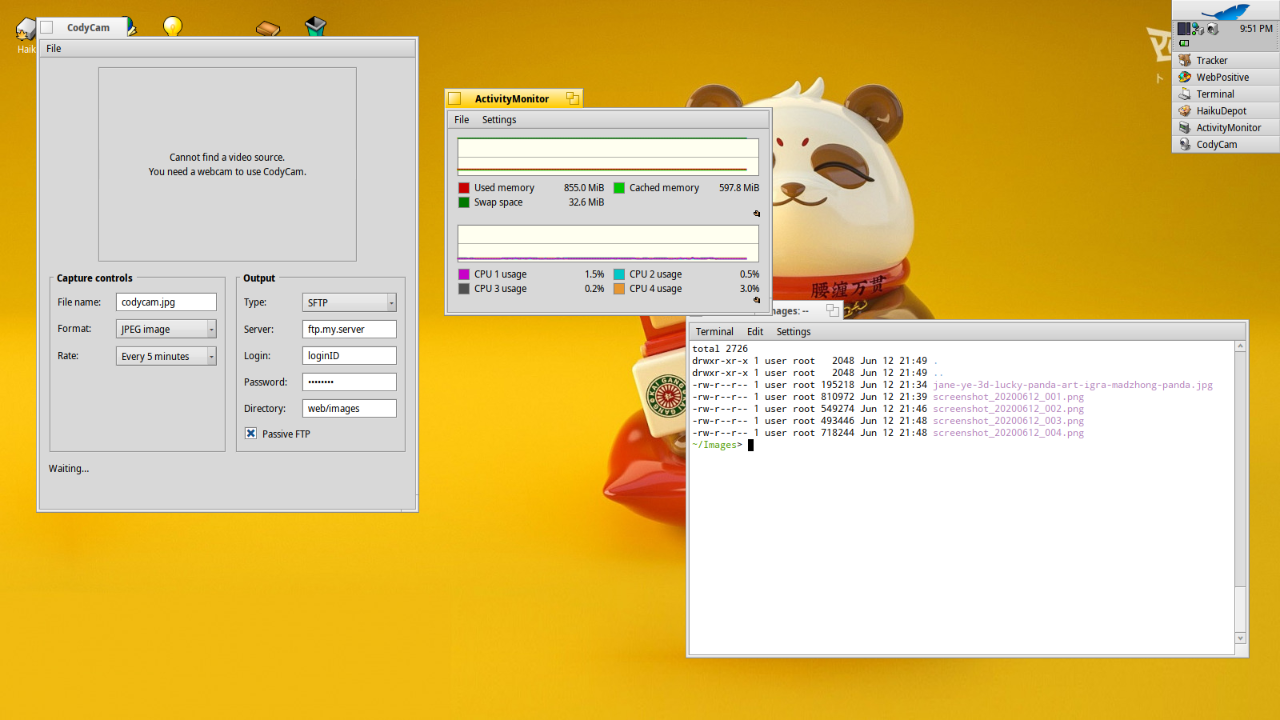 Haik
CodyCam
File
Cannot find a video source.
You need a webcam to use CodyCam.
Capture controls
File name: codycam.jpg
Format: JPEG image
Rate: Every 5 minutes
Output
Type: SFTP
Server: ftp.my.server
Login: loginID
Password: ••••••••
Directory: web/images
Passive FTP
Waiting...
ActivityMonitor
File Settings
Used memory 855.0 MiB Cached memory 597.8 MiB
Swap space 32.6 MiB
CPU 1 usage 1.5% CPU 2 usage 0.5%
CPU 3 usage 0.2% CPU 4 usage 3.0%
腰缠万贯
mages: --
Terminal Edit Settings
total 2726
drwxr-xr-x 1 user root 2048 Jun 12 21:49 .
drwxr-xr-x 1 user root 2048 Jun 12 21:49 ..
-rw-r--r-- 1 user root 195218 Jun 12 21:34 jane-ye-3d-lucky-panda-art-igra-madzhong-panda.jpg
-rw-r--r-- 1 user root 810972 Jun 12 21:39 screenshot_20200612_001.png
-rw-r--r-- 1 user root 549274 Jun 12 21:46 screenshot_20200612_002.png
-rw-r--r-- 1 user root 493446 Jun 12 21:48 screenshot_20200612_003.png
-rw-r--r-- 1 user root 718244 Jun 12 21:48 screenshot_20200612_004.png
~/Images>
9:51 PM
Tracker
WebPositive
Terminal
HaikuDepot
ActivityMonitor
CodyCam